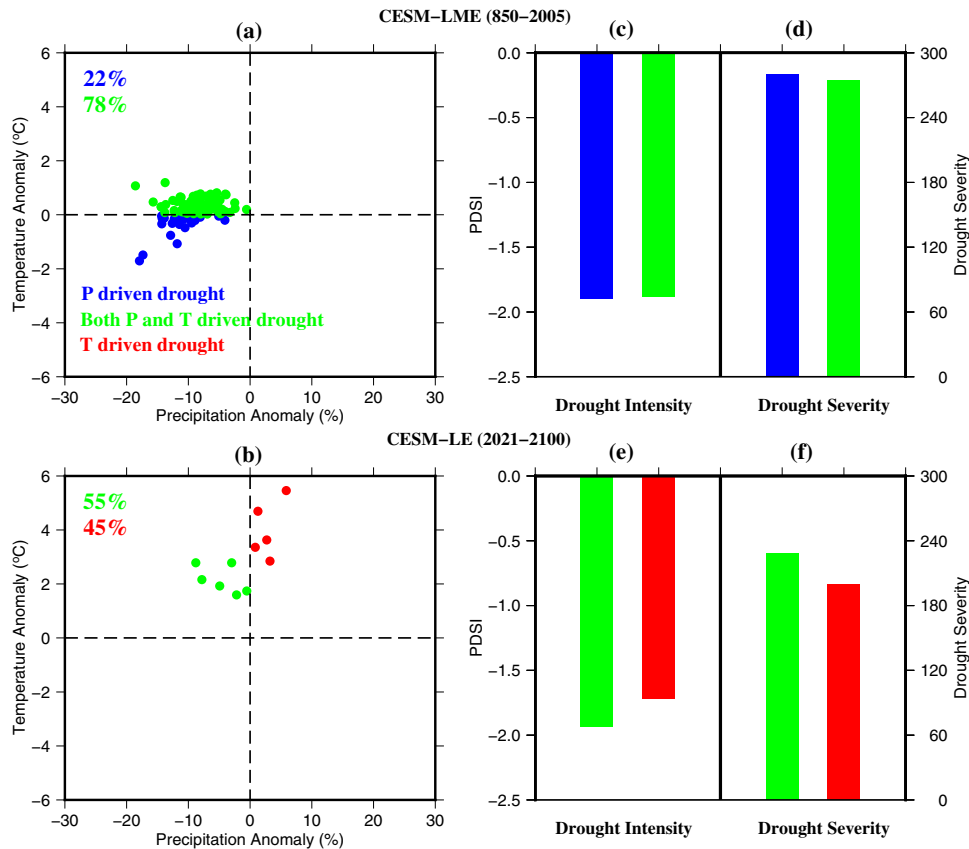 CESM−LME (850−2005)
(a)
(c)
(d)
6
4
2
0
−2
−4
−6
Temperature Anomaly (ºC)
22%
78%
P driven drought
Both P and T driven drought
T driven drought
−30
−20
−10
0
10
20
30
Precipitation Anomaly (%)
0.0
−0.5
−1.0
−1.5
−2.0
−2.5
PDSI
Drought Intensity
300
240
180
120
60
0
Drought Severity
Drought Severity
CESM−LE (2021−2100)
(b)
(e)
(f)
6
4
2
0
−2
−4
−6
Temperature Anomaly (ºC)
55%
45%
−30
−20
−10
0
10
20
30
Precipitation Anomaly (%)
0.0
−0.5
−1.0
−1.5
−2.0
−2.5
PDSI
Drought Intensity
300
240
180
120
60
0
Drought Severity
Drought Severity